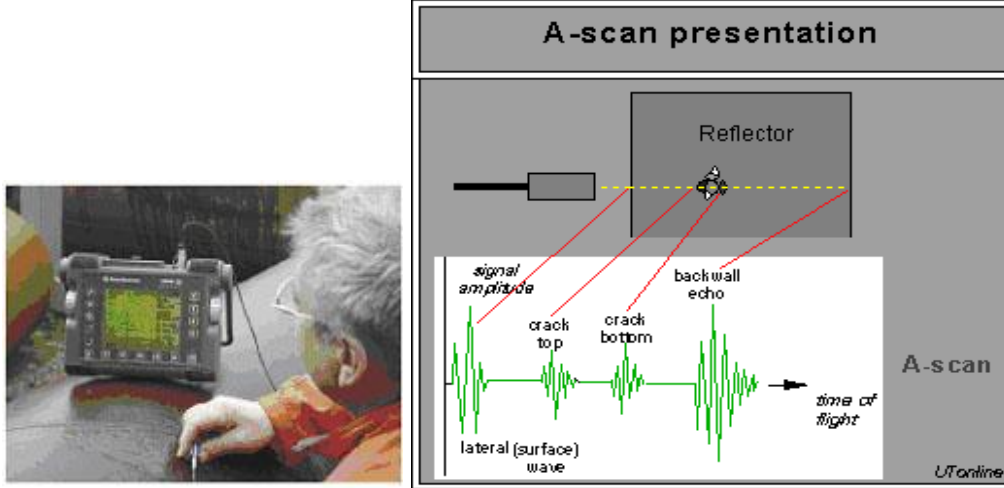 A-scan presentation
Reflector
signal
amplitude
backwall
echo
crack
top
crack
bottom
A-scan
time of
flight
lateral (surface)
wave
UTonline